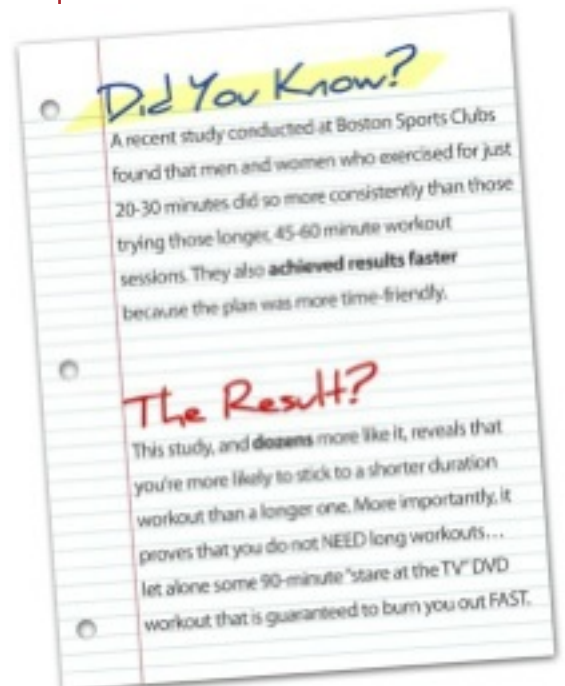 Did You Know?
A recent study conducted at Boston Sports Clubs
found that men and women who exercised for just
20-30 minutes did so more consistently than those
trying those longer, 45-60 minute workout
sessions. They also achieved results faster
because the plan was more time-friendly.
The Result?
This study, and dozens more like it, reveals that
you're more likely to stick to a shorter duration
workout than a longer one. More importantly, it
proves that you do not NEED long workouts...
let alone some 90-minute "stare at the TV" DVD
workout that is guaranteed to burn you out FAST.